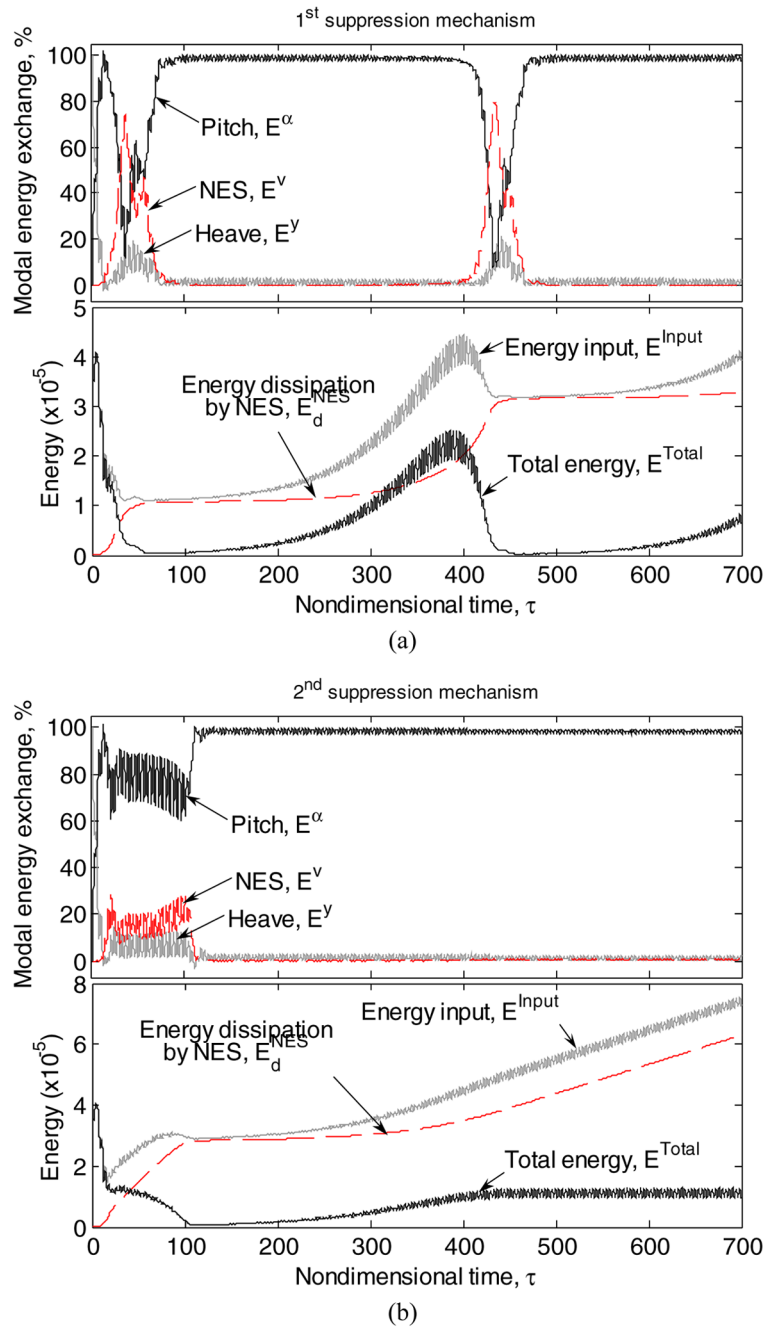 1st suppression mechanism
Modal energy exchange, %
100
80
60
40
20
0
Pitch, Eα
NES, Ev
Heave, Ey
Energy (x10-5)
5
4
3
2
1
0
Energy input, EInput
Energy dissipation
by NES, EdNES
Total energy, ETotal
0 100 200 300 400 500 600 700
Nondimensional time, τ
(a)
2nd suppression mechanism
Modal energy exchange, %
100
80
60
40
20
0
Pitch, Eα
NES, Ev
Heave, Ey
Energy (x10-5)
8
6
4
2
0
Energy input, EInput
Energy dissipation
by NES, EdNES
Total energy, ETotal
0 100 200 300 400 500 600 700
Nondimensional time, τ
(b)